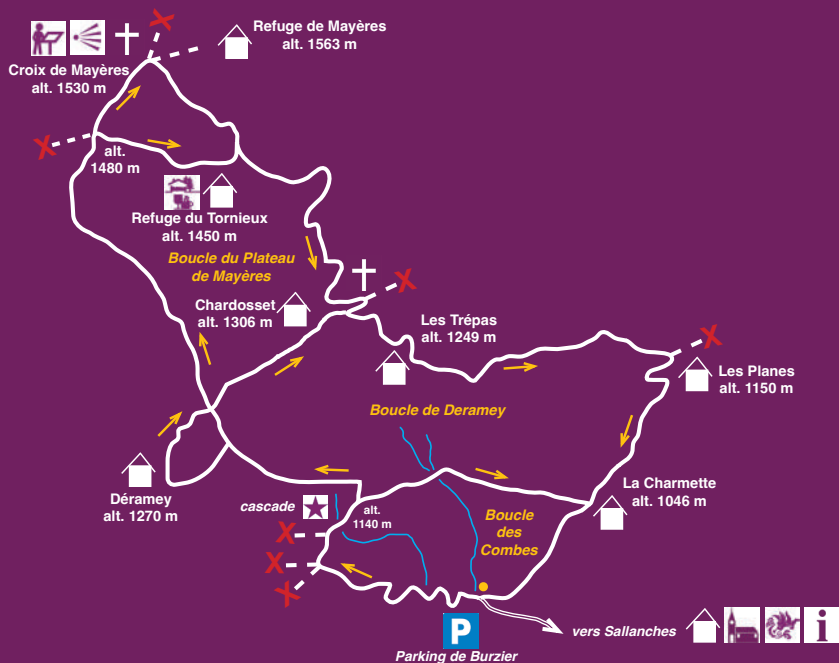 Refuge de Mayères
alt. 1563 m
Croix de Mayères
alt. 1530 m
X
X
alt.
1480 m
Refuge du Tornieux
alt. 1450 m
Boucle du Plateau
de Mayères
X
Chardosset
alt. 1306 m
Les Trépas
alt. 1249 m
X
Les Planes
alt. 1150 m
Boucle de Deramey
Déramey
alt. 1270 m
La Charmette
alt. 1046 m
cascade
alt.
1140 m
Boucle
des
Combes
X
X
X
P
Parking de Burzier
vers Sallanches
i